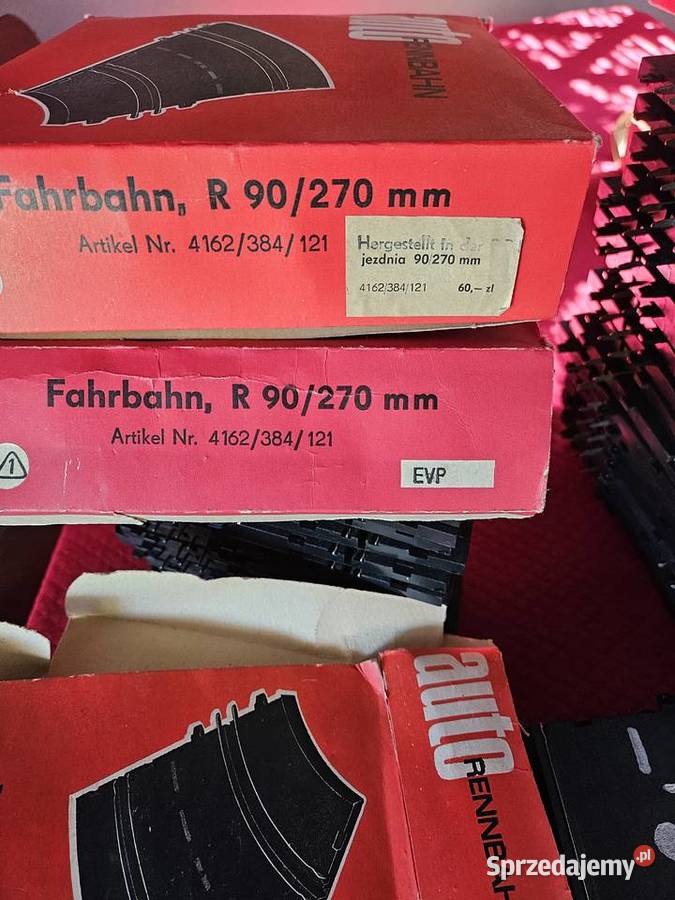 auto
RENNBAHN
Fahrbahn, R 90/270 mm
Artikel Nr. 4162/384/121
Hergestellt in der
jezdnia 90/270 mm
4162/384/121 60,— zł
Fahrbahn, R 90/270 mm
Artikel Nr. 4162/384/121
1
EVP
auto
RENNBAH
Sprzedajemy.pl